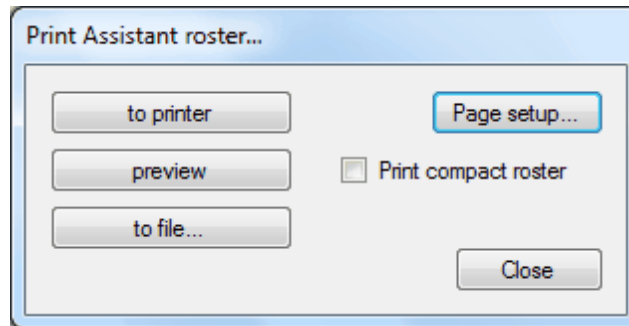 Print Assistant roster...
to printer
Page setup...
preview
Print compact roster
to file...
Close